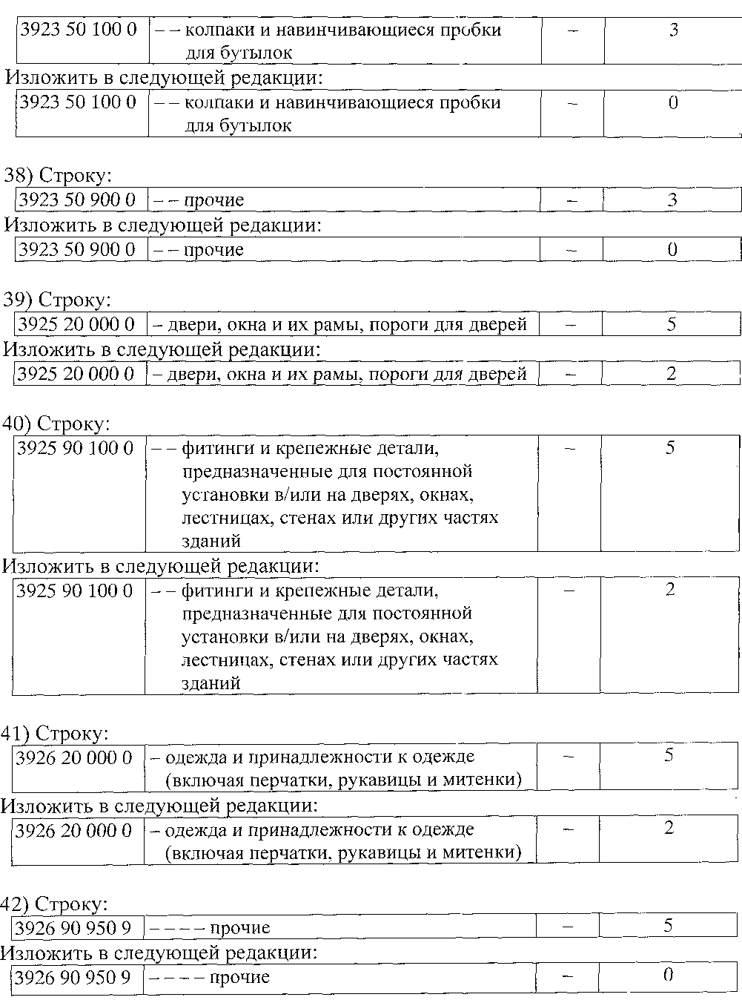 3923 50 100 0 – – колпаки и навинчивающиеся пробки – 3
для бутылок
Изложить в следующей редакции:
3923 50 100 0 – – колпаки и навинчивающиеся пробки – 0
для бутылок
38) Строку:
3923 50 900 0 – – прочие – 3
Изложить в следующей редакции:
3923 50 900 0 – – прочие – 0
39) Строку:
3925 20 000 0 – двери, окна и их рамы, пороги для дверей – 5
Изложить в следующей редакции:
3925 20 000 0 – двери, окна и их рамы, пороги для дверей – 2
40) Строку:
3925 90 100 0 – – фитинги и крепежные детали, – 5
предназначенные для постоянной
установки в/или на дверях, окнах,
лестницах, стенах или других частях
зданий
Изложить в следующей редакции:
3925 90 100 0 – – фитинги и крепежные детали, – 2
предназначенные для постоянной
установки в/или на дверях, окнах,
лестницах, стенах или других частях
зданий
41) Строку:
3926 20 000 0 – одежда и принадлежности к одежде – 5
(включая перчатки, рукавицы и митенки)
Изложить в следующей редакции:
3926 20 000 0 – одежда и принадлежности к одежде – 2
(включая перчатки, рукавицы и митенки)
42) Строку:
3926 90 950 9 – – – – прочие – 5
Изложить в следующей редакции:
3926 90 950 9 – – – – прочие – 0